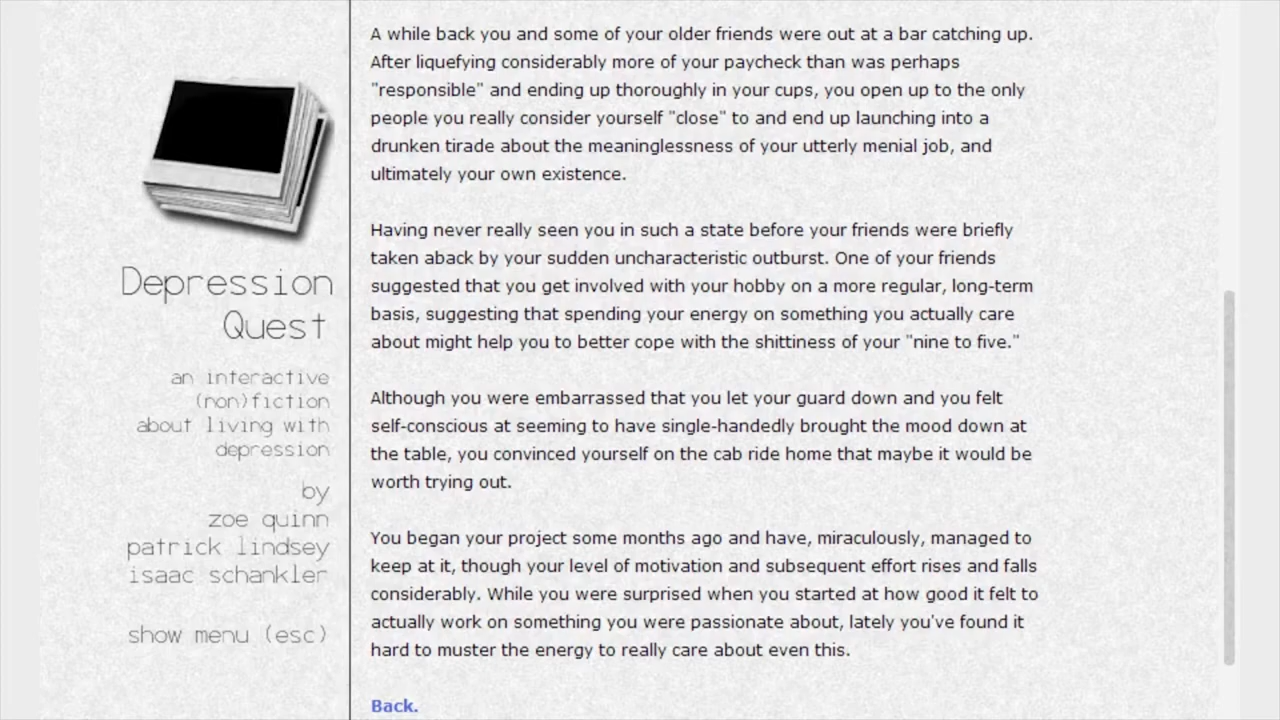 Depression
Quest
an interactive
(non)fiction
about living with
depression
by
zoe quinn
patrick lindsey
isaac schankler
show menu (esc)
A while back you and some of your older friends were out at a bar catching up.
After liquefying considerably more of your paycheck than was perhaps
"responsible" and ending up thoroughly in your cups, you open up to the only
people you really consider yourself "close" to and end up launching into a
drunken tirade about the meaninglessness of your utterly menial job, and
ultimately your own existence.
Having never really seen you in such a state before your friends were briefly
taken aback by your sudden uncharacteristic outburst. One of your friends
suggested that you get involved with your hobby on a more regular, long-term
basis, suggesting that spending your energy on something you actually care
about might help you to better cope with the shittiness of your "nine to five."
Although you were embarrassed that you let your guard down and you felt
self-conscious at seeming to have single-handedly brought the mood down at
the table, you convinced yourself on the cab ride home that maybe it would be
worth trying out.
You began your project some months ago and have, miraculously, managed to
keep at it, though your level of motivation and subsequent effort rises and falls
considerably. While you were surprised when you started at how good it felt to
actually work on something you were passionate about, lately you've found it
hard to muster the energy to really care about even this.
Back.